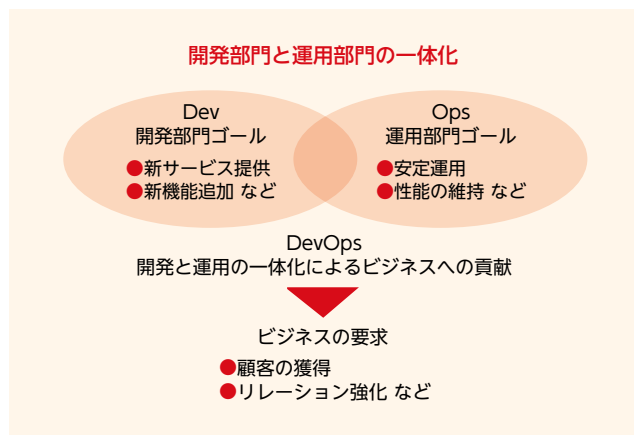 開発部門と運用部門の一体化
Dev
開発部門ゴール
●新サービス提供
●新機能追加 など
Ops
運用部門ゴール
●安定運用
●性能の維持 など
DevOps
開発と運用の一体化によるビジネスへの貢献
ビジネスの要求
●顧客の獲得
●リレーション強化 など